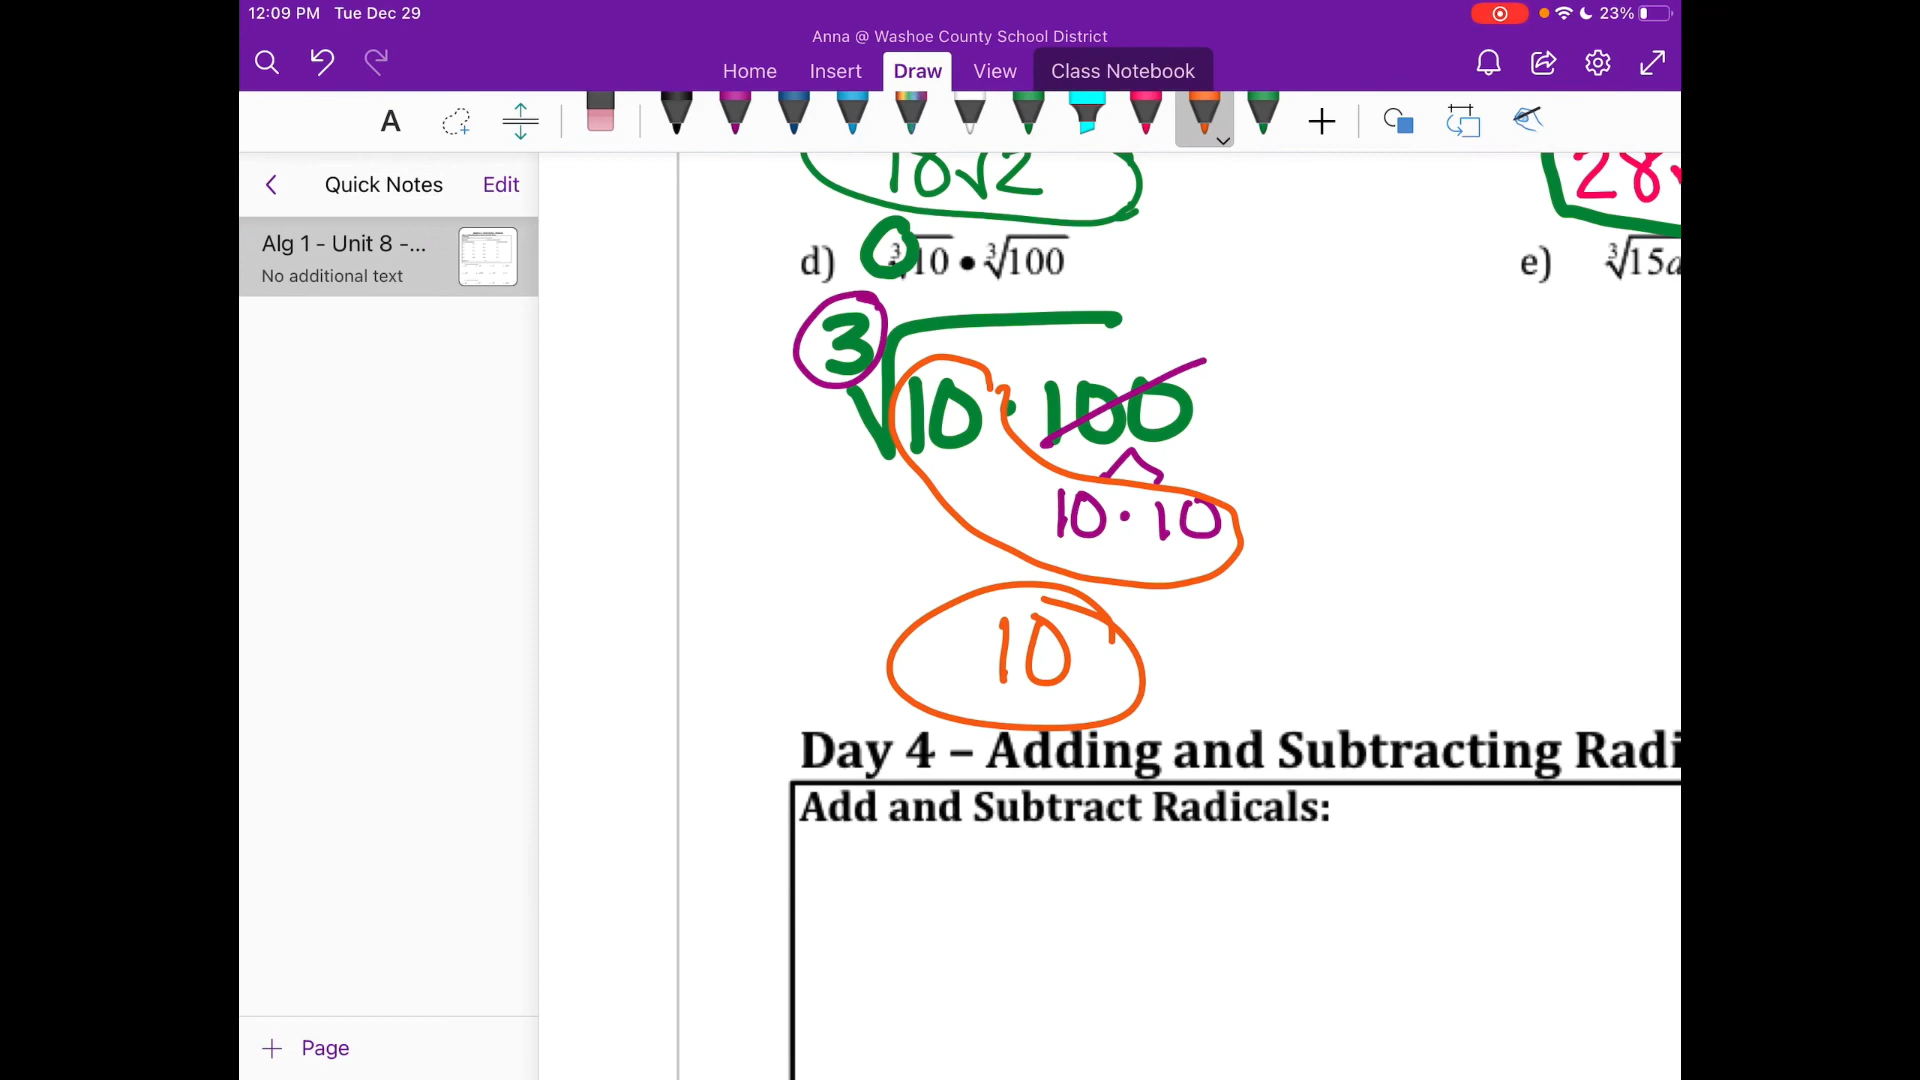 12:09 PM Tue Dec 29
23%
Anna @ Washoe County School District
Home Insert Draw View Class Notebook
A
Quick Notes Edit
Alg 1 - Unit 8 -...
No additional text
18√2
28
d) ∛10 • ∛100
e) ∛15a
∛10 · 100
10 · 10
10
Day 4 – Adding and Subtracting Radi
Add and Subtract Radicals:
+ Page